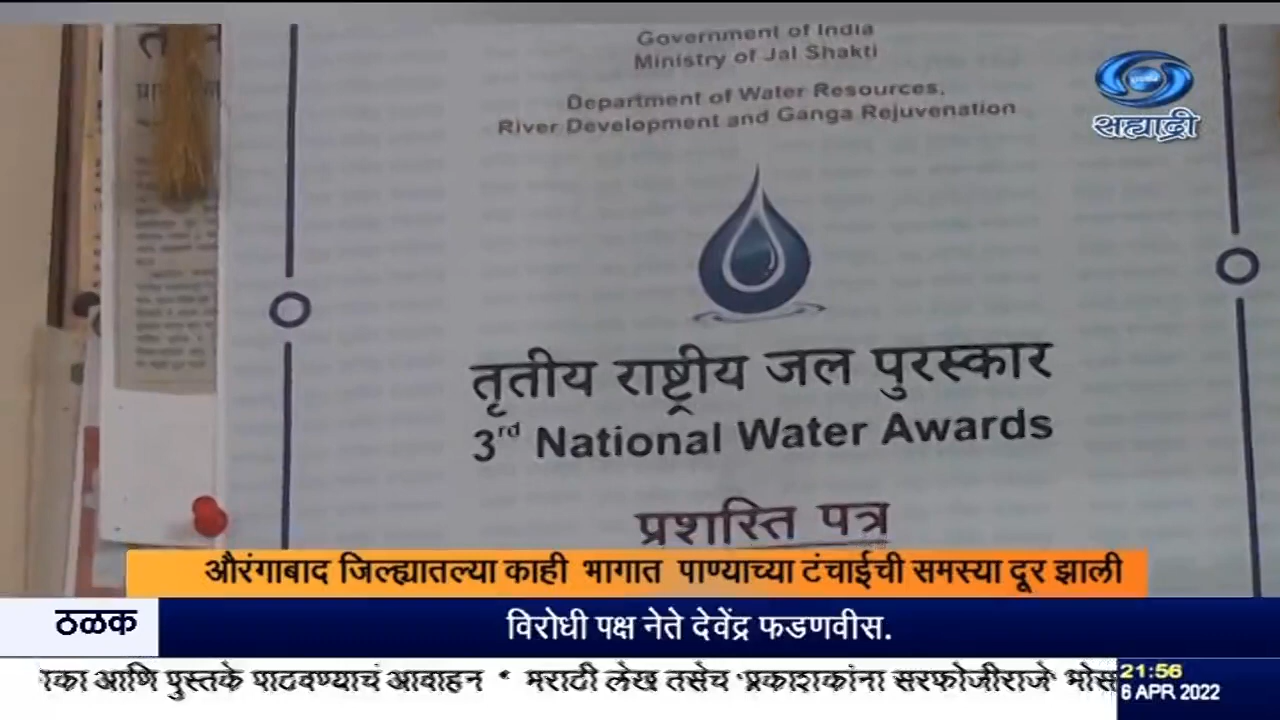 Government of India
Ministry of Jal Shakti
Department of Water Resources,
River Development and Ganga Rejuvenation
सह्याद्री
तृतीय राष्ट्रीय जल पुरस्कार
3rd National Water Awards
प्रशस्ति पत्र
औरंगाबाद जिल्ह्यातल्या काही भागात पाण्याच्या टंचाईची समस्या दूर झाली
ठळक
विरोधी पक्ष नेते देवेंद्र फडणवीस.
आणि पुस्तके पाटवण्याचं आवाहन * मराठी लेख तसेच 'प्रकाशकांना सरफोजीराजे' भोस
21:56
6 APR 2022